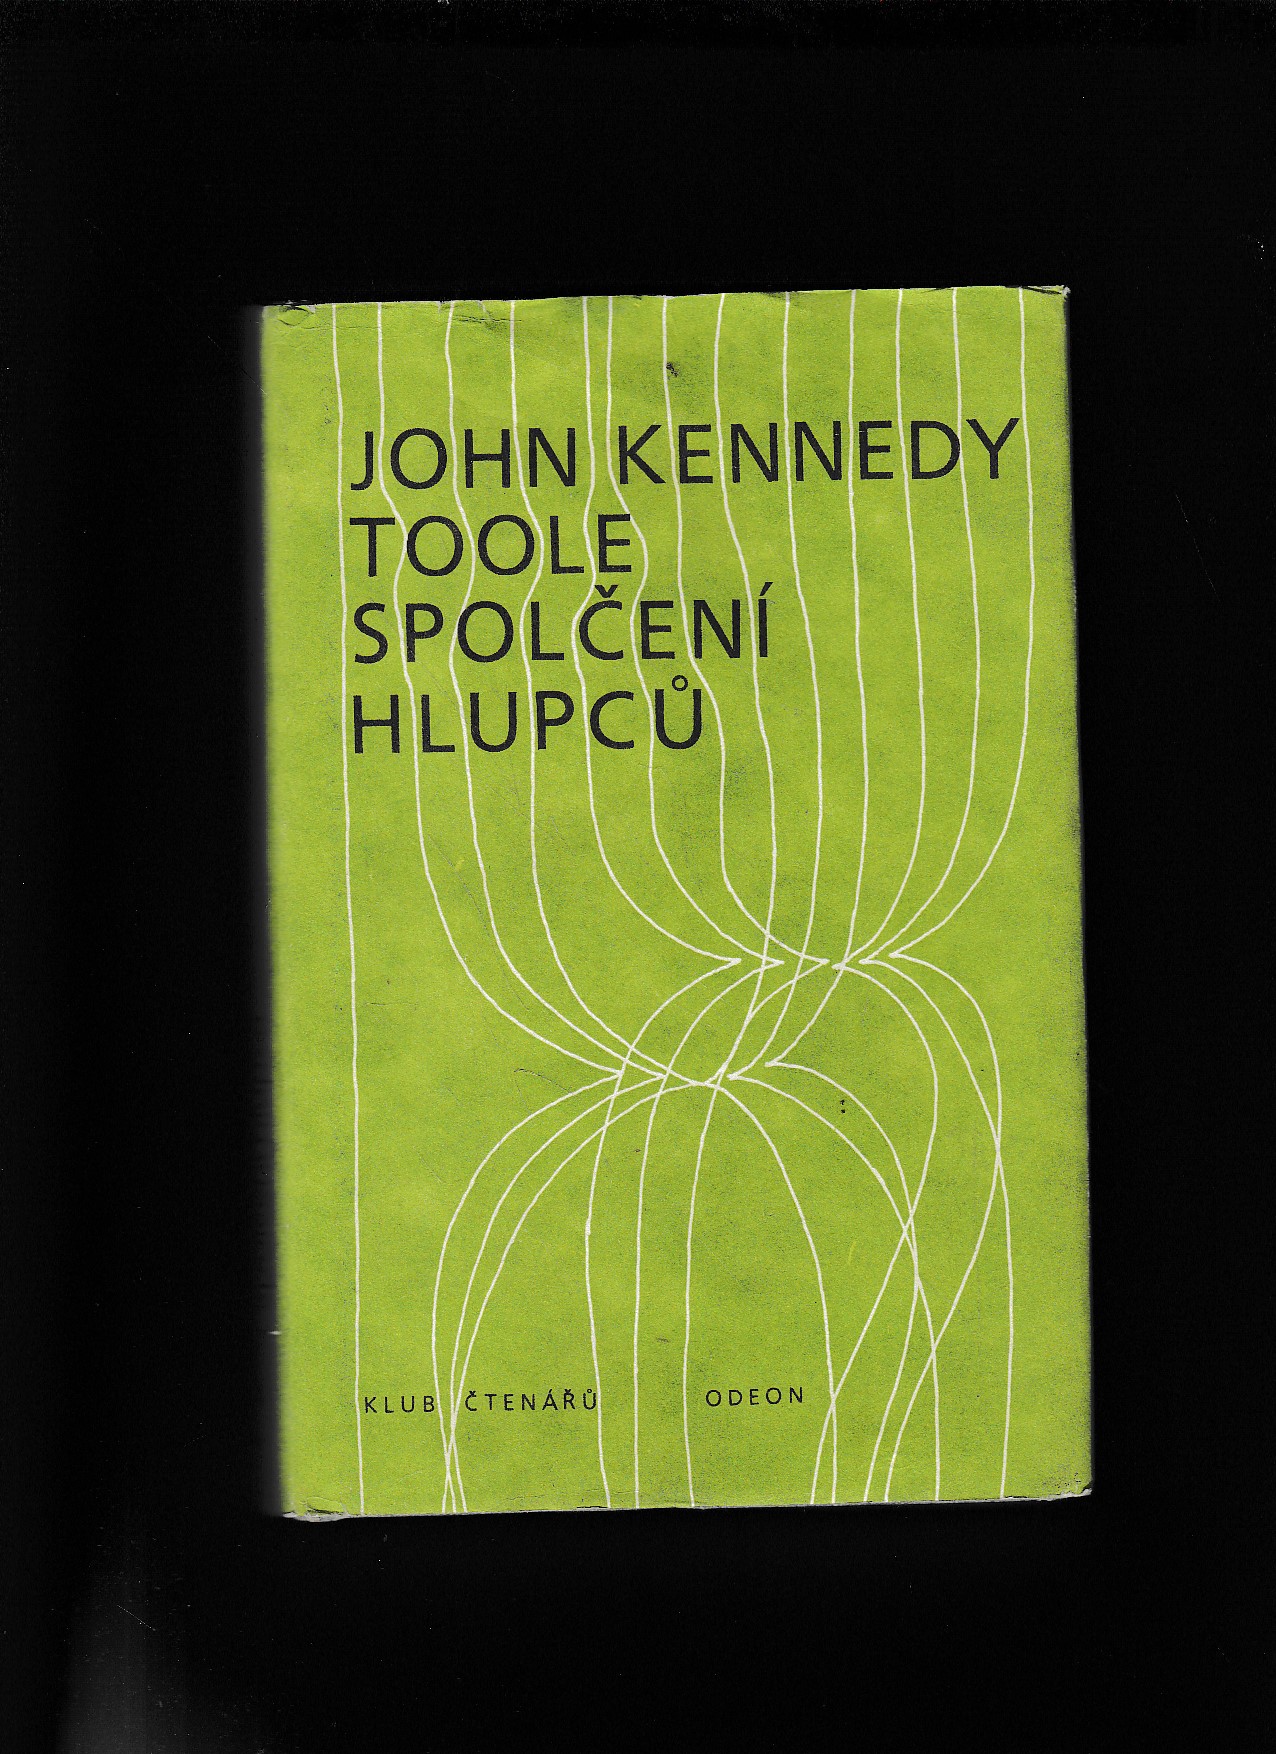 JOHN KENNEDY
TOOLE
SPOLČENÍ
HLUPCŮ
KLUB ČTENÁŘŮ ODEON